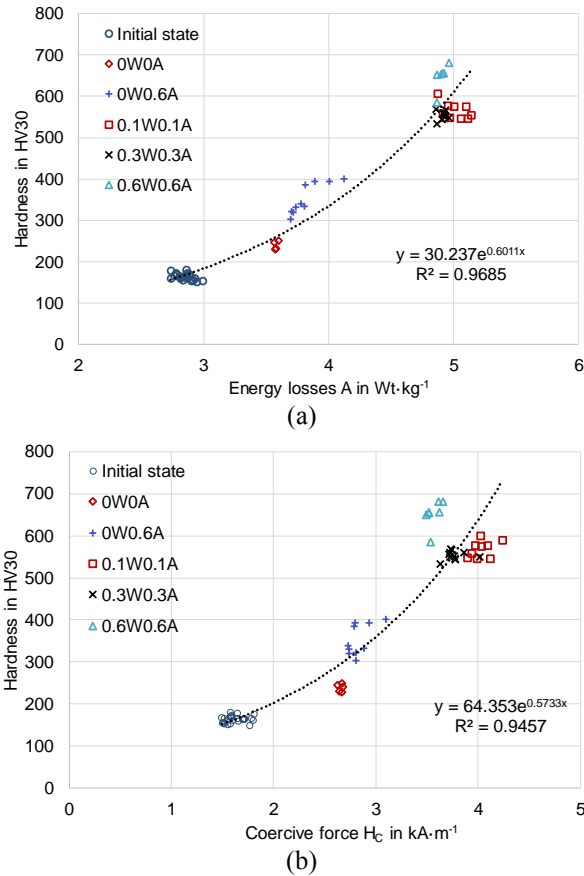 800
700
600
500
400
300
200
100
0
Hardness in HV30
Initial state
0W0A
0W0.6A
0.1W0.1A
0.3W0.3A
0.6W0.6A
y = 30.237e^0.6011x
R² = 0.9685
2 3 4 5 6
Energy losses A in Wt·kg⁻¹
(a)
800
700
600
500
400
300
200
100
0
Hardness in HV30
Initial state
0W0A
0W0.6A
0.1W0.1A
0.3W0.3A
0.6W0.6A
y = 64.353e^0.5733x
R² = 0.9457
0 1 2 3 4 5
Coercive force H_C in kA·m⁻¹
(b)